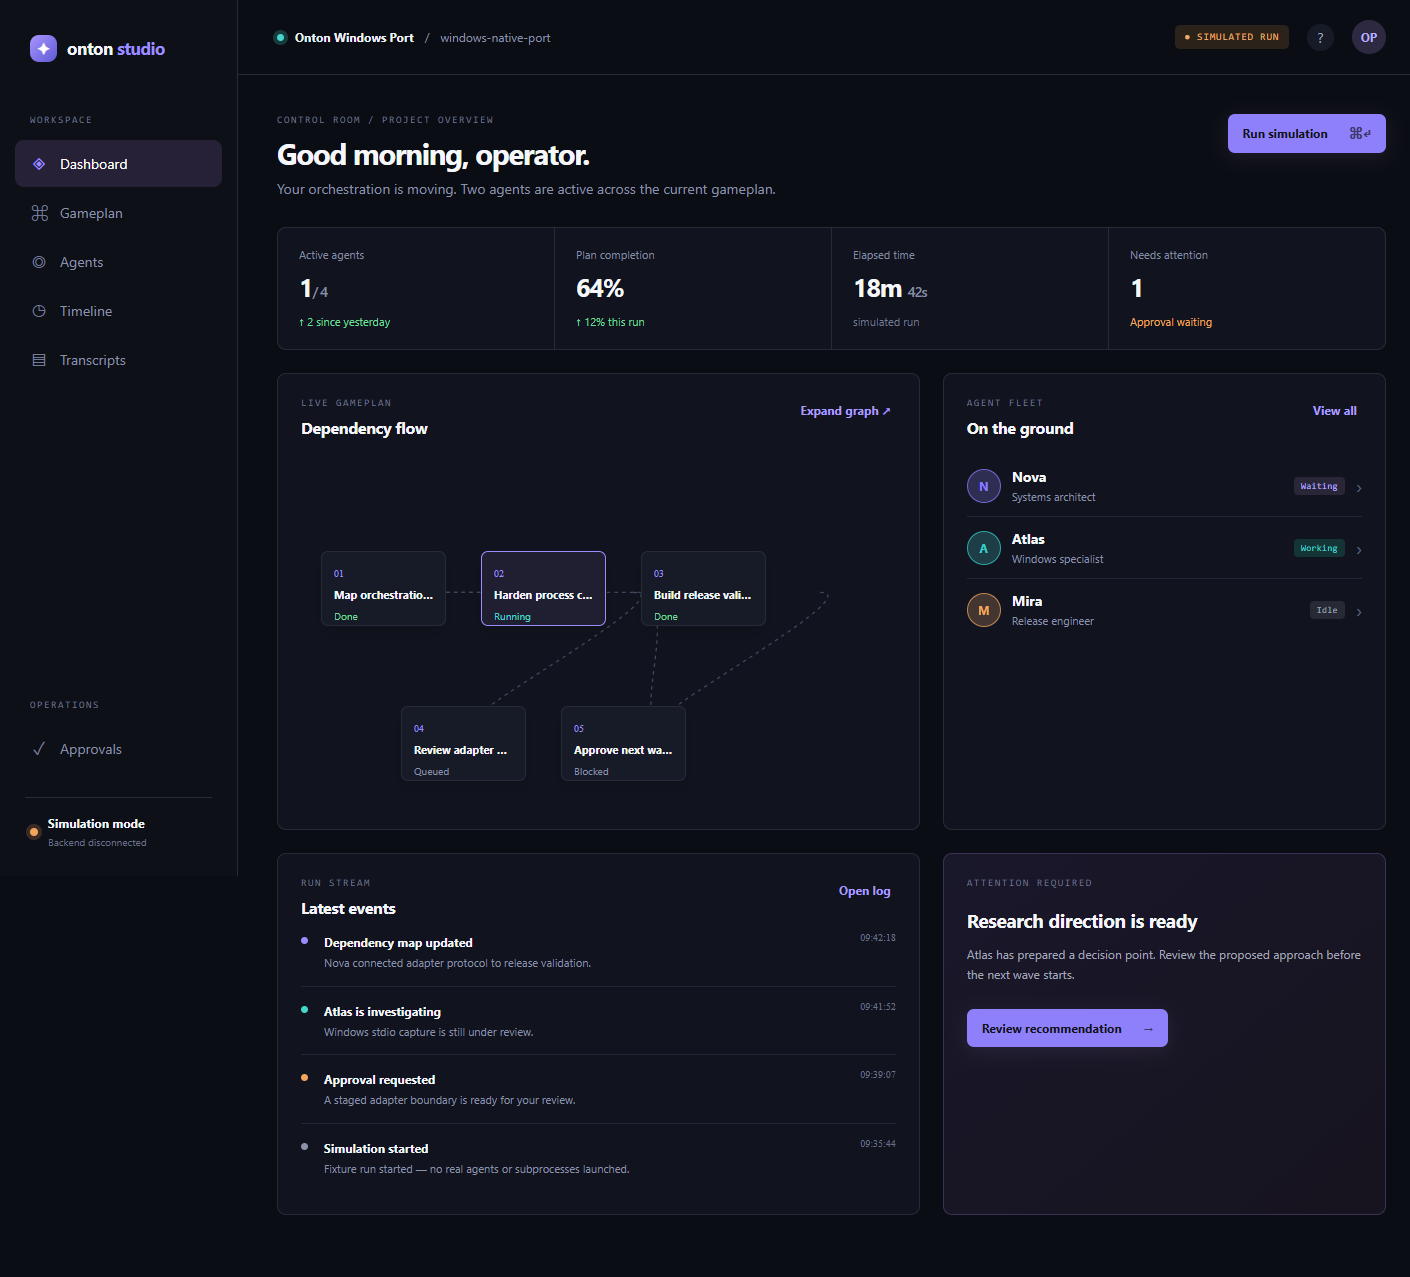 onton studio
Onton Windows Port / windows-native-port
SIMULATED RUN
?
OP
WORKSPACE
Dashboard
Gameplan
Agents
Timeline
Transcripts
OPERATIONS
Approvals
Simulation mode
Backend disconnected
CONTROL ROOM / PROJECT OVERVIEW
Good morning, operator.
Your orchestration is moving. Two agents are active across the current gameplan.
Run simulation ⌘↵
Active agents
1/ 4
↑ 2 since yesterday
Plan completion
64%
↑ 12% this run
Elapsed time
18m 42s
simulated run
Needs attention
1
Approval waiting
LIVE GAMEPLAN
Dependency flow
Expand graph ↗
01
Map orchestratio...
Done
02
Harden process c...
Running
03
Build release vali...
Done
04
Review adapter ...
Queued
05
Approve next wa...
Blocked
AGENT FLEET
On the ground
View all
N
Nova
Systems architect
Waiting
A
Atlas
Windows specialist
Working
M
Mira
Release engineer
Idle
RUN STREAM
Latest events
Open log
Dependency map updated
09:42:18
Nova connected adapter protocol to release validation.
Atlas is investigating
09:41:52
Windows stdio capture is still under review.
Approval requested
09:39:07
A staged adapter boundary is ready for your review.
Simulation started
09:35:44
Fixture run started — no real agents or subprocesses launched.
ATTENTION REQUIRED
Research direction is ready
Atlas has prepared a decision point. Review the proposed approach before
the next wave starts.
Review recommendation →